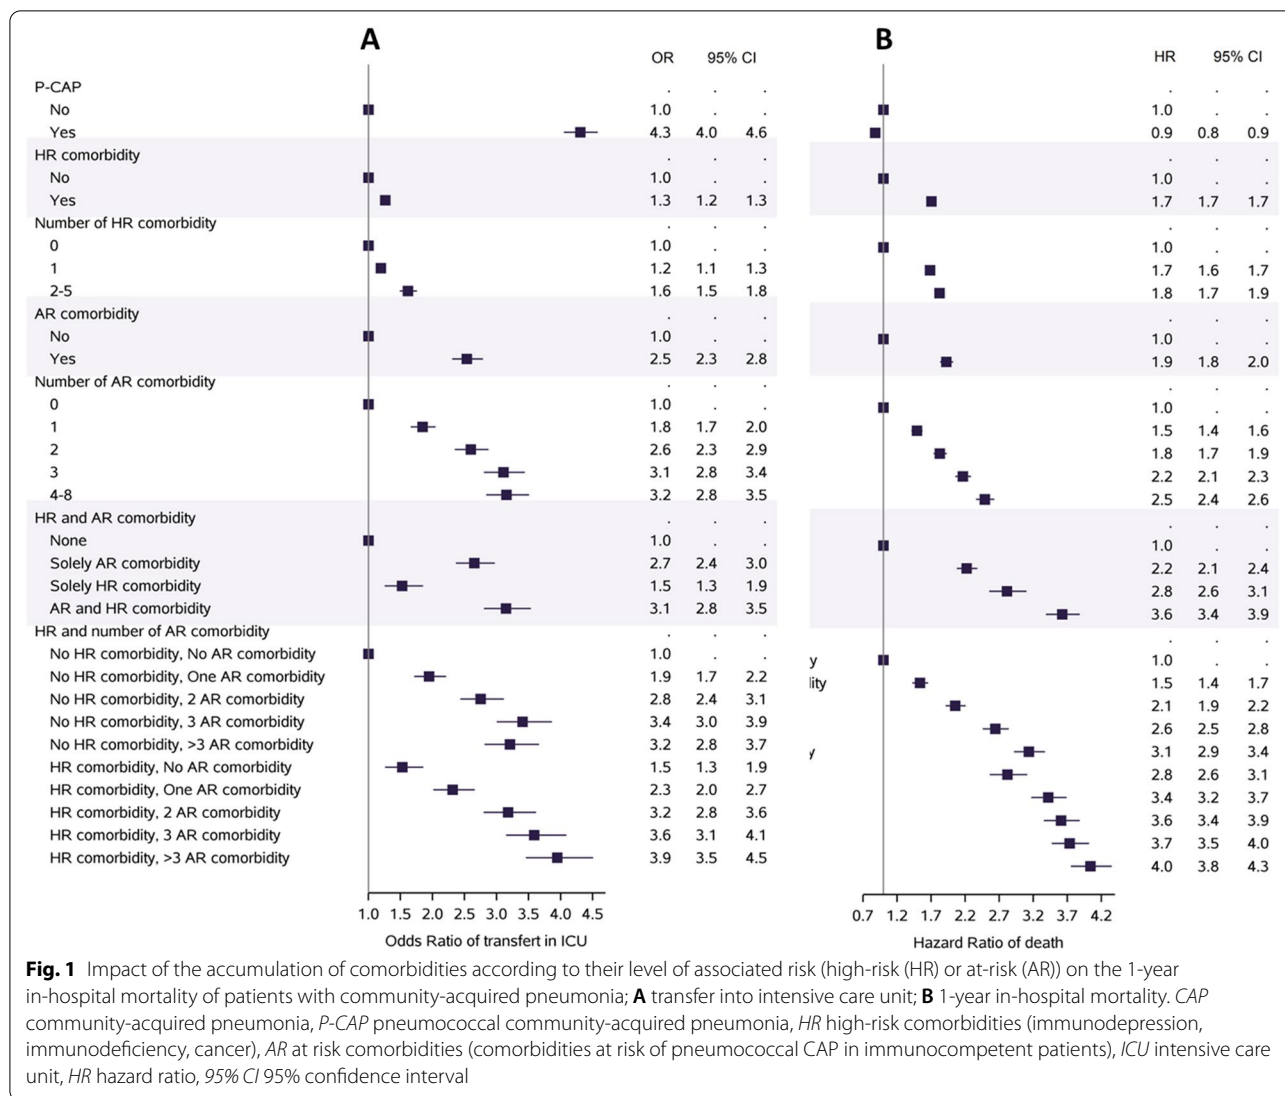 A B
OR 95% CI HR 95% CI
P-CAP . . . . . .
No 1.0 . . 1.0 . .
Yes 4.3 4.0 4.6 0.9 0.8 0.9
HR comorbidity . . . . . .
No 1.0 . . 1.0 . .
Yes 1.3 1.2 1.3 1.7 1.7 1.7
Number of HR comorbidity . . . . . .
0 1.0 . . 1.0 . .
1 1.2 1.1 1.3 1.7 1.6 1.7
2-5 1.6 1.5 1.8 1.8 1.7 1.9
AR comorbidity . . . . . .
No 1.0 . . 1.0 . .
Yes 2.5 2.3 2.8 1.9 1.8 2.0
Number of AR comorbidity . . . . . .
0 1.0 . . 1.0 . .
1 1.8 1.7 2.0 1.5 1.4 1.6
2 2.6 2.3 2.9 1.8 1.7 1.9
3 3.1 2.8 3.4 2.2 2.1 2.3
4-8 3.2 2.8 3.5 2.5 2.4 2.6
HR and AR comorbidity . . . . . .
None 1.0 . . 1.0 . .
Solely AR comorbidity 2.7 2.4 3.0 2.2 2.1 2.4
Solely HR comorbidity 1.5 1.3 1.9 2.8 2.6 3.1
AR and HR comorbidity 3.1 2.8 3.5 3.6 3.4 3.9
HR and number of AR comorbidity . . . . . .
No HR comorbidity, No AR comorbidity 1.0 . . y 1.0 . .
No HR comorbidity, One AR comorbidity 1.9 1.7 2.2 lity 1.5 1.4 1.7
No HR comorbidity, 2 AR comorbidity 2.8 2.4 3.1 2.1 1.9 2.2
No HR comorbidity, 3 AR comorbidity 3.4 3.0 3.9 2.6 2.5 2.8
No HR comorbidity, >3 AR comorbidity 3.2 2.8 3.7 y 3.1 2.9 3.4
HR comorbidity, No AR comorbidity 1.5 1.3 1.9 2.8 2.6 3.1
HR comorbidity, One AR comorbidity 2.3 2.0 2.7 3.4 3.2 3.7
HR comorbidity, 2 AR comorbidity 3.2 2.8 3.6 3.6 3.4 3.9
HR comorbidity, 3 AR comorbidity 3.6 3.1 4.1 3.7 3.5 4.0
HR comorbidity, >3 AR comorbidity 3.9 3.5 4.5 4.0 3.8 4.3
1.0 1.5 2.0 2.5 3.0 3.5 4.0 4.5 0.7 1.2 1.7 2.2 2.7 3.2 3.7 4.2
Odds Ratio of transfert in ICU Hazard Ratio of death
Fig. 1 Impact of the accumulation of comorbidities according to their level of associated risk (high-risk (HR) or at-risk (AR)) on the 1-year
in-hospital mortality of patients with community-acquired pneumonia; A transfer into intensive care unit; B 1-year in-hospital mortality. CAP
community-acquired pneumonia, P-CAP pneumococcal community-acquired pneumonia, HR high-risk comorbidities (immunodepression,
immunodeficiency, cancer), AR at risk comorbidities (comorbidities at risk of pneumococcal CAP in immunocompetent patients), ICU intensive care
unit, HR hazard ratio, 95% CI 95% confidence interval